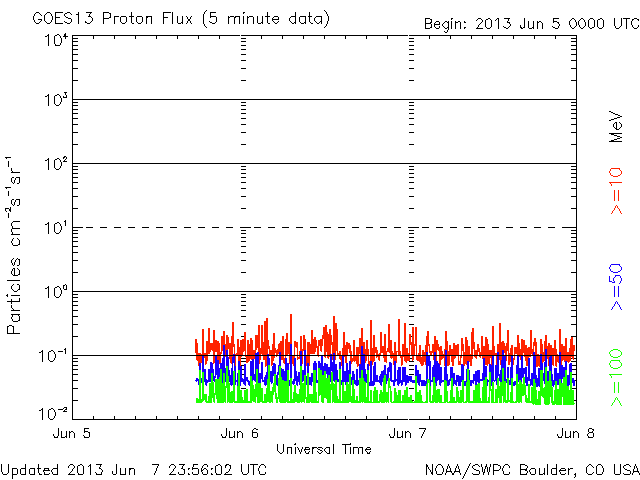 GOES13 Proton Flux (5 minute data)
Begin: 2013 Jun 5 0000 UTC
Particles cm⁻²s⁻¹sr⁻¹
10⁴
10³
10²
10¹
10⁰
10⁻¹
10⁻²
Jun 5
Jun 6
Jun 7
Jun 8
Universal Time
MeV
>=10
>=50
>=100
Updated 2013 Jun 7 23:56:02 UTC
NOAA/SWPC Boulder, CO USA